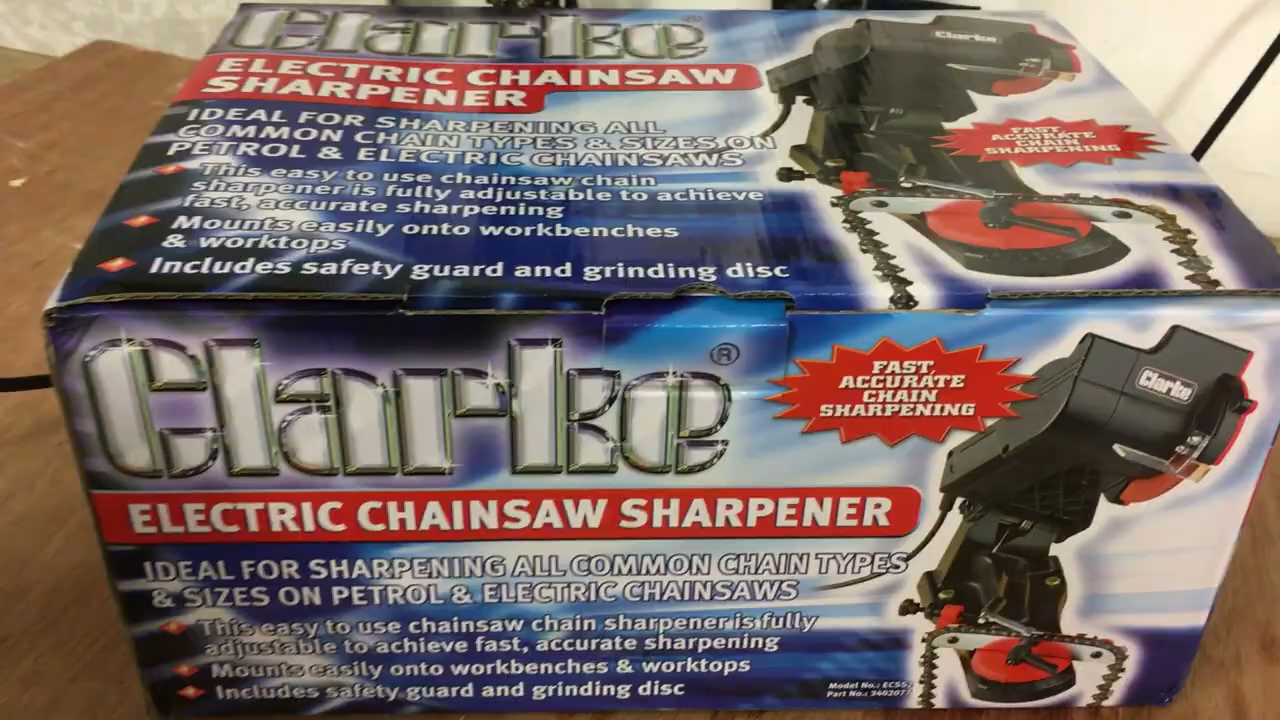 Clarke®
ELECTRIC CHAINSAW
SHARPENER
IDEAL FOR SHARPENING ALL
COMMON CHAIN TYPES & SIZES ON
PETROL & ELECTRIC CHAINSAWS
This easy to use chainsaw chain
sharpener is fully adjustable to achieve
fast, accurate sharpening
Mounts easily onto workbenches
& worktops
Includes safety guard and grinding disc
Clarke
FAST,
ACCURATE
CHAIN
SHARPENING
Clarke®
FAST,
ACCURATE
CHAIN
SHARPENING
Clarke
ELECTRIC CHAINSAW SHARPENER
IDEAL FOR SHARPENING ALL COMMON CHAIN TYPES
& SIZES ON PETROL & ELECTRIC CHAINSAWS
This easy to use chainsaw chain sharpener is fully
adjustable to achieve fast, accurate sharpening
Mounts easily onto workbenches & worktops
Includes safety guard and grinding disc
Model No.:
Part No.: